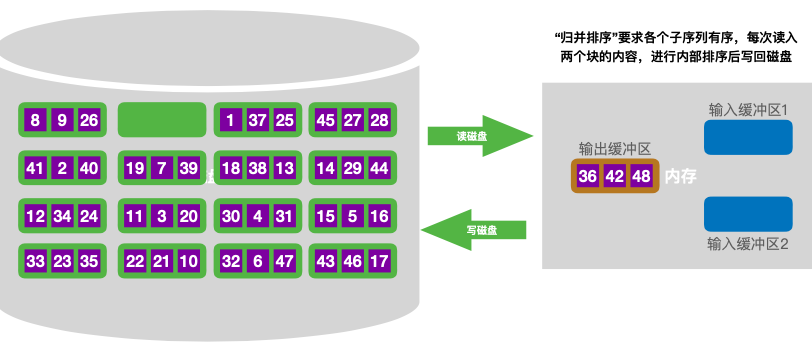 “归并排序”要求各个子序列有序，每次读入
两个块的内容，进行内部排序后写回磁盘
8 9 26 1 37 25 45 27 28
读磁盘
输入缓冲区1
输出缓冲区
41 2 40 19 7 39 18 38 13 14 29 44
36 42 48 内存
12 34 24 11 3 20 30 4 31 15 5 16
写磁盘
输入缓冲区2
33 23 35 22 21 10 32 6 47 43 46 17